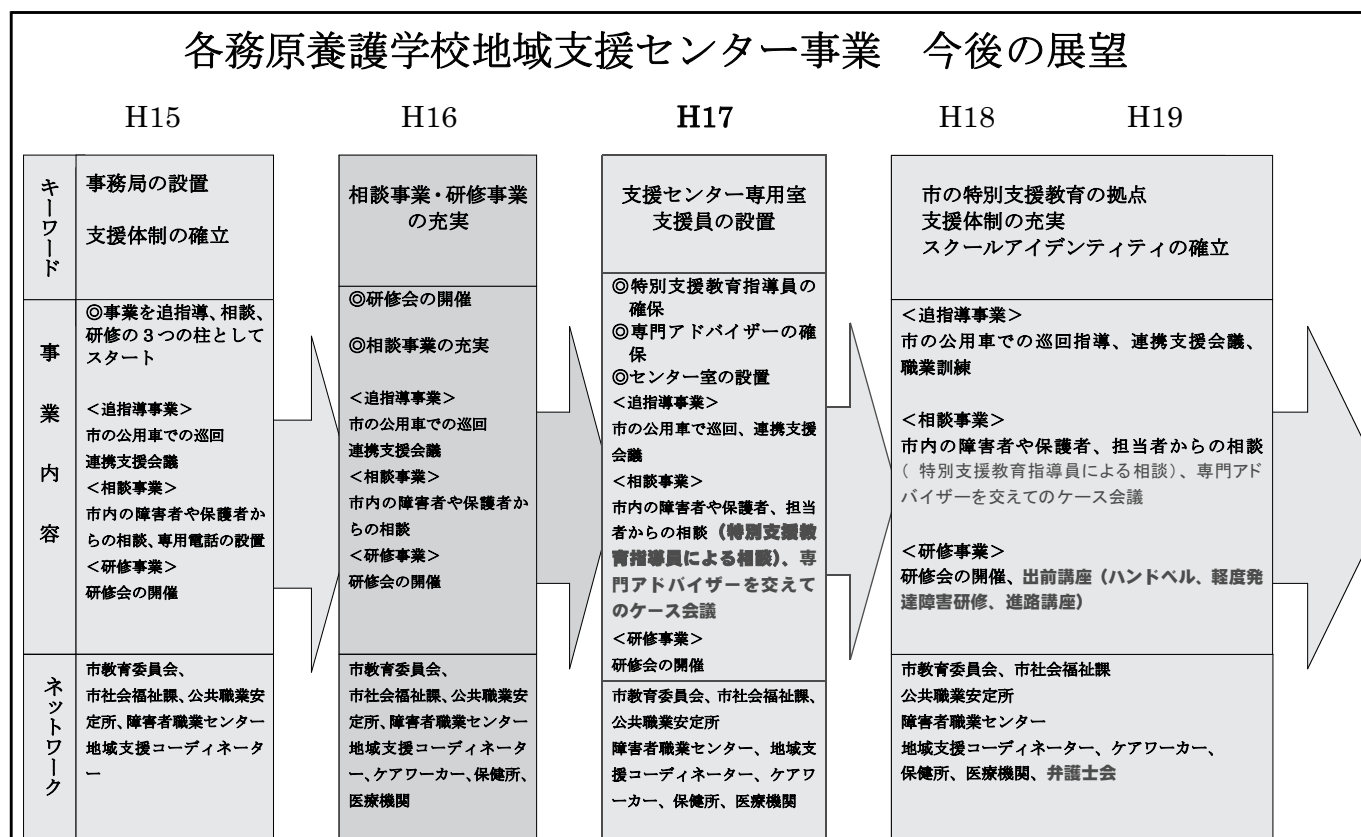 各務原養護学校地域支援センター事業　今後の展望
H15
H16
H17
H18
H19
キーワード
事務局の設置
支援体制の確立
相談事業・研修事業
の充実
支援センター専用室
支援員の設置
市の特別支援教育の拠点
支援体制の充実
スクールアイデンティティの確立
事業内容
◎事業を追指導、相談、
研修の３つの柱として
スタート
＜追指導事業＞
市の公用車での巡回
連携支援会議
＜相談事業＞
市内の障害者や保護者か
らの相談、専用電話の設置
＜研修事業＞
研修会の開催
◎研修会の開催
◎相談事業の充実
＜追指導事業＞
市の公用車での巡回
連携支援会議
＜相談事業＞
市内の障害者や保護者か
らの相談
＜研修事業＞
研修会の開催
◎特別支援教育指導員の
確保
◎専門アドバイザーの確
保
◎センター室の設置
＜追指導事業＞
市の公用車で巡回、連携支援
会議
＜相談事業＞
市内の障害者や保護者、担当
者からの相談（特別支援教
育指導員による相談）、専
門アドバイザーを交えて
のケース会議
＜研修事業＞
研修会の開催
＜追指導事業＞
市の公用車での巡回指導、連携支援会議、
職業訓練
＜相談事業＞
市内の障害者や保護者、担当者からの相談
（特別支援教育指導員による相談）、専門アド
バイザーを交えてのケース会議
＜研修事業＞
研修会の開催、出前講座（ハンドベル、軽度発
達障害研修、進路講座）
ネットワーク
市教育委員会、
市社会福祉課、公共職業安
定所、障害者職業センター
地域支援コーディネータ
ー
市教育委員会、
市社会福祉課、公共職業安
定所、障害者職業センター
地域支援コーディネータ
ー、ケアワーカー、保健所、
医療機関
市教育委員会、市社会福祉課、
公共職業安定所
障害者職業センター、地域支
援コーディネーター、ケアワ
ーカー、保健所、医療機関
市教育委員会、市社会福祉課
公共職業安定所
障害者職業センター
地域支援コーディネーター、ケアワーカー、
保健所、医療機関、弁護士会